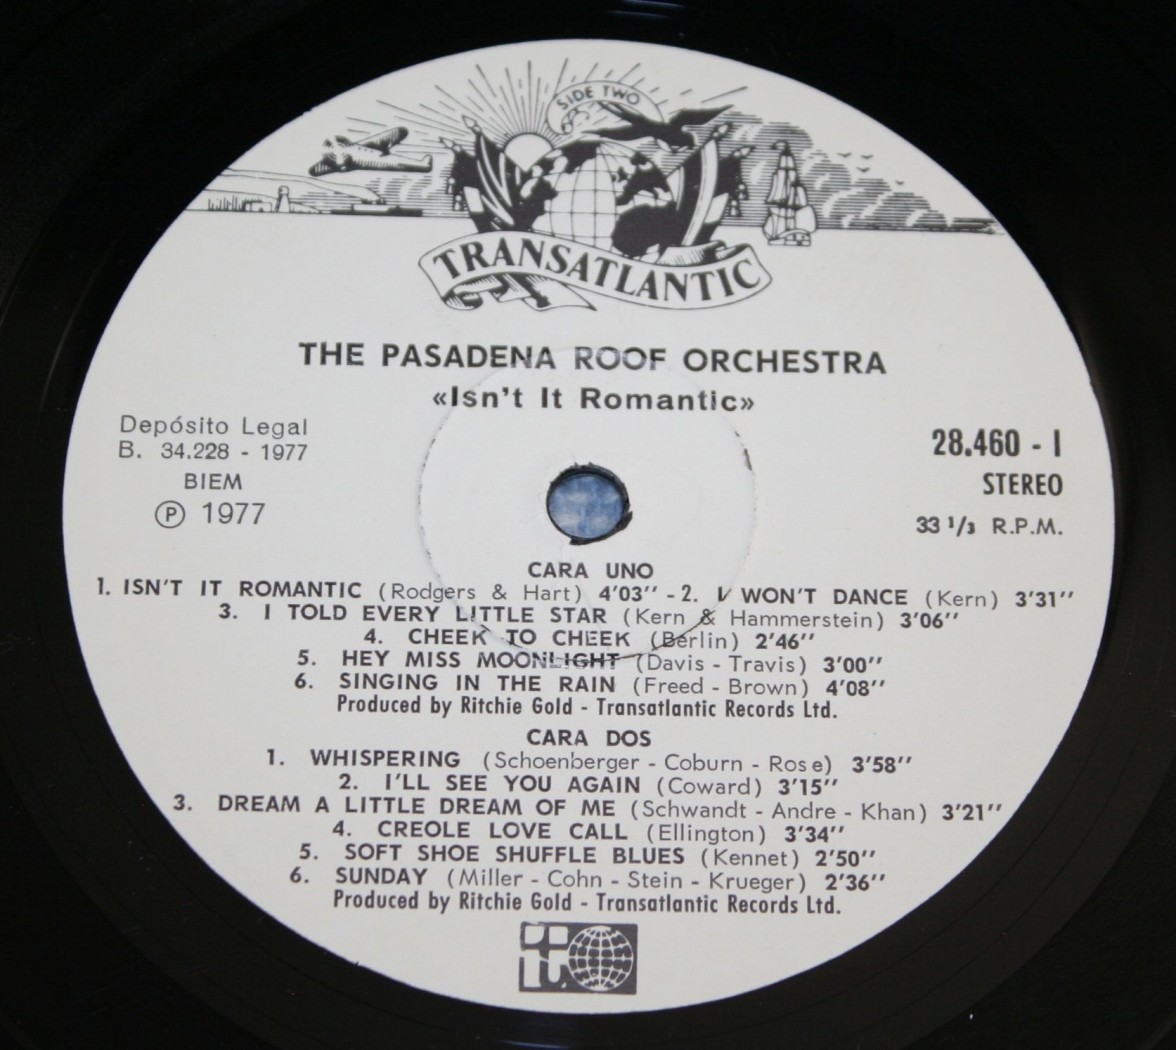 SIDE TWO
TRANSATLANTIC
THE PASADENA ROOF ORCHESTRA
«Isn't It Romantic»
Depósito Legal
B. 34.228 - 1977
BIEM
Ⓟ 1977
28.460 - I
STEREO
33 1/3 R.P.M.
CARA UNO
1. ISN'T IT ROMANTIC (Rodgers & Hart) 4'03'' - 2. I WON'T DANCE (Kern) 3'31''
3. I TOLD EVERY LITTLE STAR (Kern & Hammerstein) 3'06''
4. CHEEK TO CHEEK (Berlin) 2'46''
5. HEY MISS MOONLIGHT (Davis - Travis) 3'00''
6. SINGING IN THE RAIN (Freed - Brown) 4'08''
Produced by Ritchie Gold - Transatlantic Records Ltd.
CARA DOS
1. WHISPERING (Schoenberger - Coburn - Rose) 3'58''
2. I'LL SEE YOU AGAIN (Coward) 3'15''
3. DREAM A LITTLE DREAM OF ME (Schwandt - Andre - Khan) 3'21''
4. CREOLE LOVE CALL (Ellington) 3'34''
5. SOFT SHOE SHUFFLE BLUES (Kennet) 2'50''
6. SUNDAY (Miller - Cohn - Stein - Krueger) 2'36''
Produced by Ritchie Gold - Transatlantic Records Ltd.